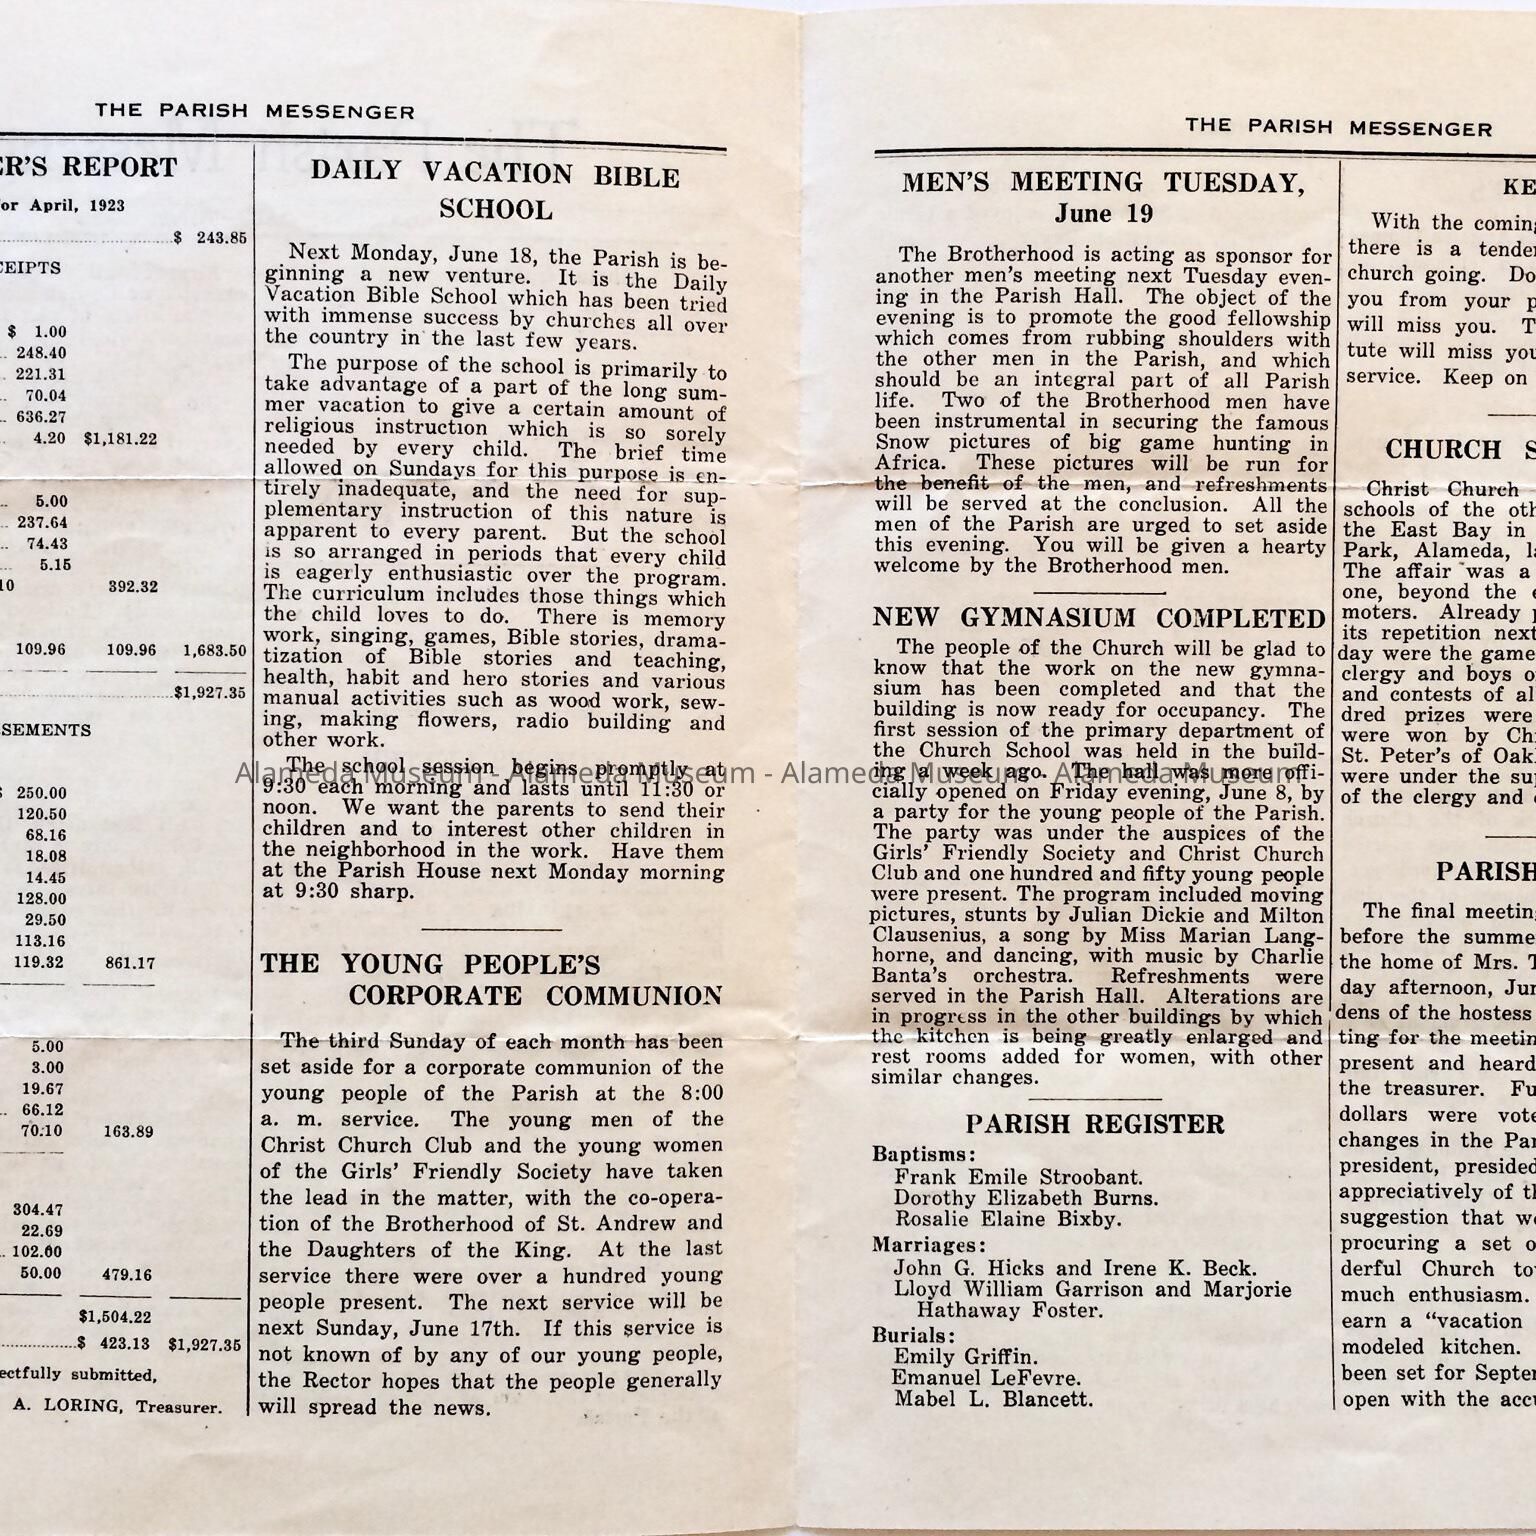 THE PARISH MESSENGER
ER'S REPORT
or April, 1923
$ 243.85
CEIPTS
$ 1.00
248.40
221.31
70.04
636.27
4.20 $1,181.22
5.00
237.64
74.43
5.15
10 392.32
109.96 109.96 1,683.50
$1,927.35
SEMENTS
$ 250.00
120.50
68.16
18.08
14.45
128.00
29.50
113.16
119.32 861.17
5.00
3.00
19.67
66.12
70:10 163.89
304.47
22.69
102.00
50.00 479.16
$1,504.22
$ 423.13 $1,927.35
ectfully submitted,
A. LORING, Treasurer.
DAILY VACATION BIBLE
SCHOOL
Next Monday, June 18, the Parish is be-
ginning a new venture. It is the Daily
Vacation Bible School which has been tried
with immense success by churches all over
the country in the last few years.
The purpose of the school is primarily to
take advantage of a part of the long sum-
mer vacation to give a certain amount of
religious instruction which is so sorely
needed by every child. The brief time
allowed on Sundays for this purpose is en-
tirely inadequate, and the need for sup-
plementary instruction of this nature is
apparent to every parent. But the school
is so arranged in periods that every child
is eagerly enthusiastic over the program.
The curriculum includes those things which
the child loves to do. There is memory
work, singing, games, Bible stories, drama-
tization of Bible stories and teaching,
health, habit and hero stories and various
manual activities such as wood work, sew-
ing, making flowers, radio building and
other work.
The school session begins promptly at
9:30 each morning and lasts until 11:30 or
noon. We want the parents to send their
children and to interest other children in
the neighborhood in the work. Have them
at the Parish House next Monday morning
at 9:30 sharp.
THE YOUNG PEOPLE'S
CORPORATE COMMUNION
The third Sunday of each month has been
set aside for a corporate communion of the
young people of the Parish at the 8:00
a. m. service. The young men of the
Christ Church Club and the young women
of the Girls' Friendly Society have taken
the lead in the matter, with the co-opera-
tion of the Brotherhood of St. Andrew and
the Daughters of the King. At the last
service there were over a hundred young
people present. The next service will be
next Sunday, June 17th. If this service is
not known of by any of our young people,
the Rector hopes that the people generally
will spread the news.
THE PARISH MESSENGER
MEN'S MEETING TUESDAY,
June 19
The Brotherhood is acting as sponsor for
another men's meeting next Tuesday even-
ing in the Parish Hall. The object of the
evening is to promote the good fellowship
which comes from rubbing shoulders with
the other men in the Parish, and which
should be an integral part of all Parish
life. Two of the Brotherhood men have
been instrumental in securing the famous
Snow pictures of big game hunting in
Africa. These pictures will be run for
the benefit of the men, and refreshments
will be served at the conclusion. All the
men of the Parish are urged to set aside
this evening. You will be given a hearty
welcome by the Brotherhood men.
NEW GYMNASIUM COMPLETED
The people of the Church will be glad to
know that the work on the new gymna-
sium has been completed and that the
building is now ready for occupancy. The
first session of the primary department of
the Church School was held in the build-
ing a week ago. The hall was more offi-
cially opened on Friday evening, June 8, by
a party for the young people of the Parish.
The party was under the auspices of the
Girls' Friendly Society and Christ Church
Club and one hundred and fifty young people
were present. The program included moving
pictures, stunts by Julian Dickie and Milton
Clausenius, a song by Miss Marian Lang-
horne, and dancing, with music by Charlie
Banta's orchestra. Refreshments were
served in the Parish Hall. Alterations are
in progress in the other buildings by which
the kitchen is being greatly enlarged and
rest rooms added for women, with other
similar changes.
PARISH REGISTER
Baptisms:
Frank Emile Stroobant.
Dorothy Elizabeth Burns.
Rosalie Elaine Bixby.
Marriages:
John G. Hicks and Irene K. Beck.
Lloyd William Garrison and Marjorie
Hathaway Foster.
Burials:
Emily Griffin.
Emanuel LeFevre.
Mabel L. Blancett.
KE
With the coming
there is a tende
church going. Do
you from your p
will miss you. T
tute will miss you
service. Keep on
CHURCH S
Christ Church
schools of the oth
the East Bay in
Park, Alameda, la
The affair was a
one, beyond the e
moters. Already p
its repetition next
day were the game
clergy and boys o
and contests of al
dred prizes were
were won by Chr
St. Peter's of Oakl
were under the sup
of the clergy and
PARISH
The final meeting
before the summe
the home of Mrs. T
day afternoon, Jun
dens of the hostess
ting for the meetin
present and heard
the treasurer. Fu
dollars were vote
changes in the Par
president, presided
appreciatively of th
suggestion that we
procuring a set o
derful Church to
much enthusiasm.
earn a "vacation
modeled kitchen.
been set for Septe
open with the accu
Alameda Museum - Alameda Museum - Alameda Museum - Alameda Museum